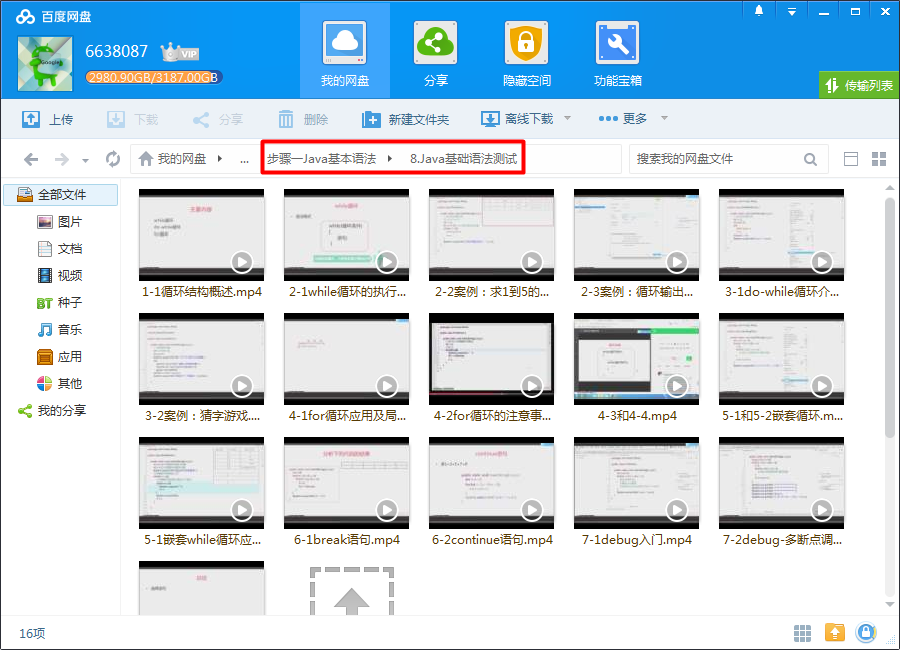 百度网盘
6638087 VIP
2980.90GB/3187.00GB
我的网盘
分享
隐藏空间
功能宝箱
传输列表
上传
下载
分享
删除
新建文件夹
离线下载
更多
我的网盘 ... 步骤一Java基本语法 8.Java基础语法测试
搜索我的网盘文件
全部文件
图片
文档
视频
BT 种子
音乐
应用
其他
我的分享
1-1循环结构概述.mp4
2-1while循环的执行...
2-2案例：求1到5的...
2-3案例：循环输出...
3-1do-while循环介...
3-2案例：猜字游戏....
4-1for循环应用及局...
4-2for循环的注意事...
4-3和4-4.mp4
5-1和5-2嵌套循环.m...
5-1嵌套while循环应...
6-1break语句.mp4
6-2continue语句.mp4
7-1debug入门.mp4
7-2debug-多断点调...
16项